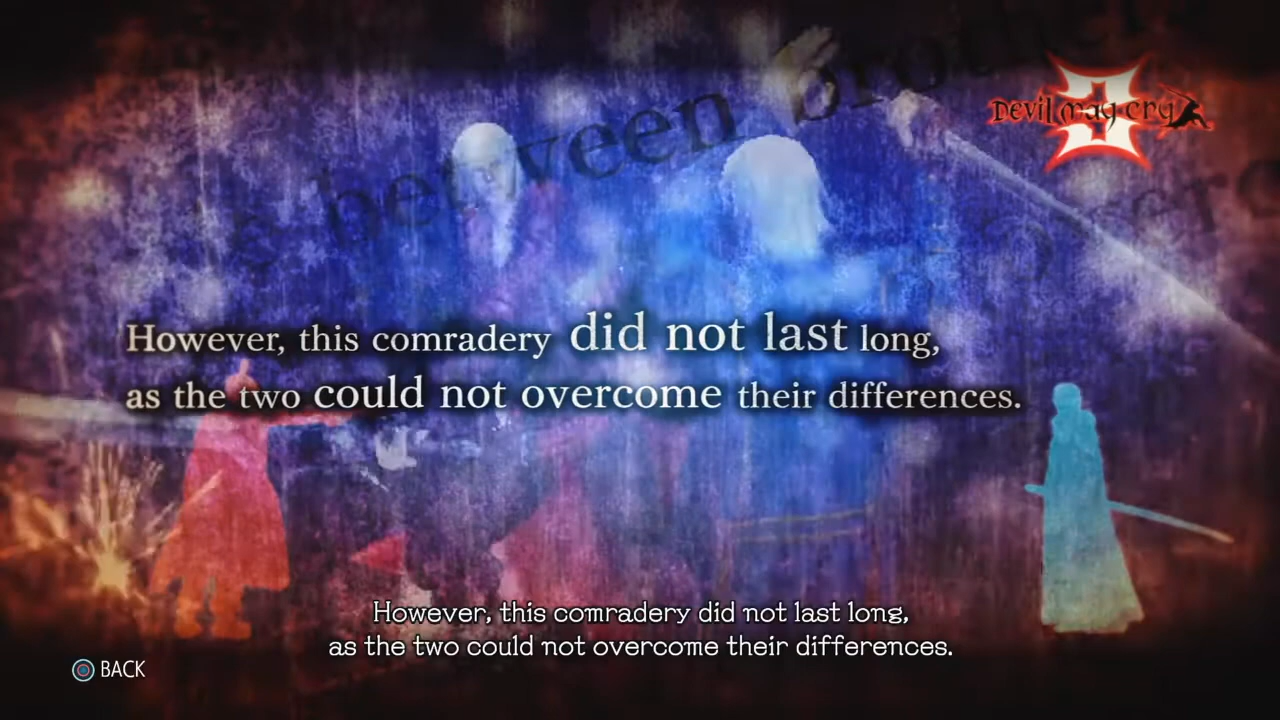 between brothe
Devil may cry
3
However, this comradery did not last long,
as the two could not overcome their differences.
However, this comradery did not last long,
as the two could not overcome their differences.
BACK